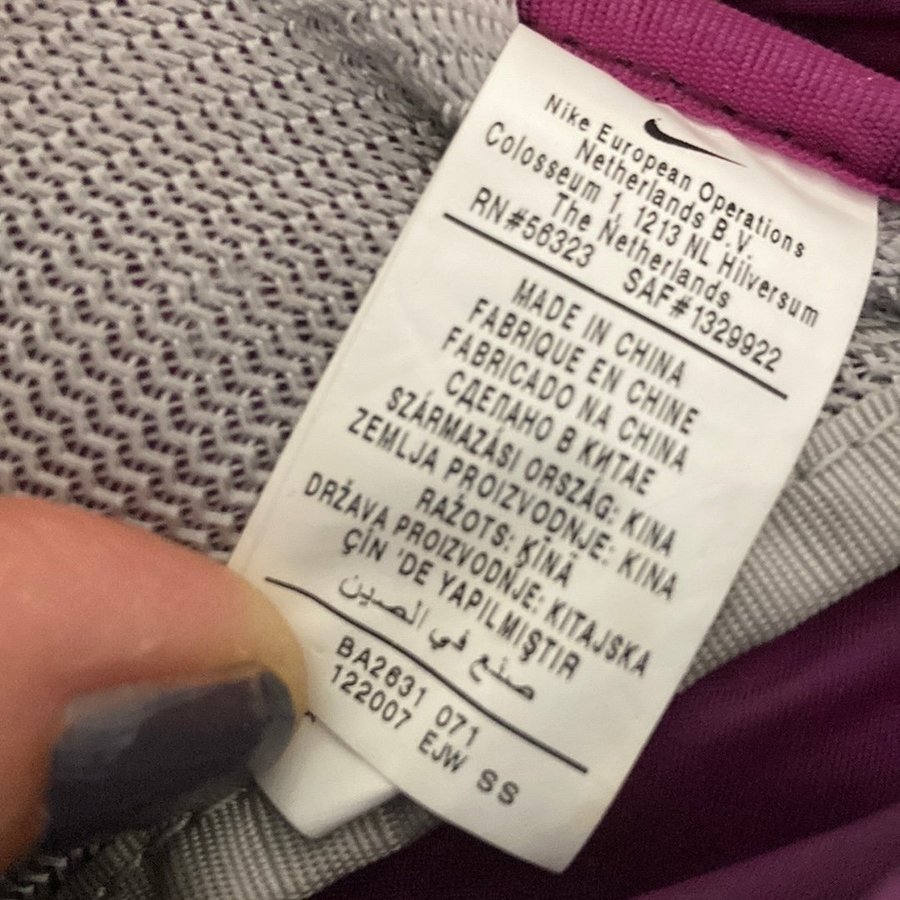 Nike European Operations
Netherlands B.V.
Colosseum 1, 1213 NL Hilversum
The Netherlands
RN#56323 SAF#1329922
MADE IN CHINA
FABRIQUE EN CHINE
FABRICADO NA CHINA
СДЕЛАНО В КИТАЕ
SZÁRMAZÁSI ORSZÁG: KINA
ZEMLJA PROIZVODNJE: KINA
RAŽOTS: ĶĪNĀ
DRŽAVA PROIZVODNJE: KITAJSKA
ÇİN 'DE YAPILMIŞTIR
صنع في الصين
BA2631 071
122007 EJW SS